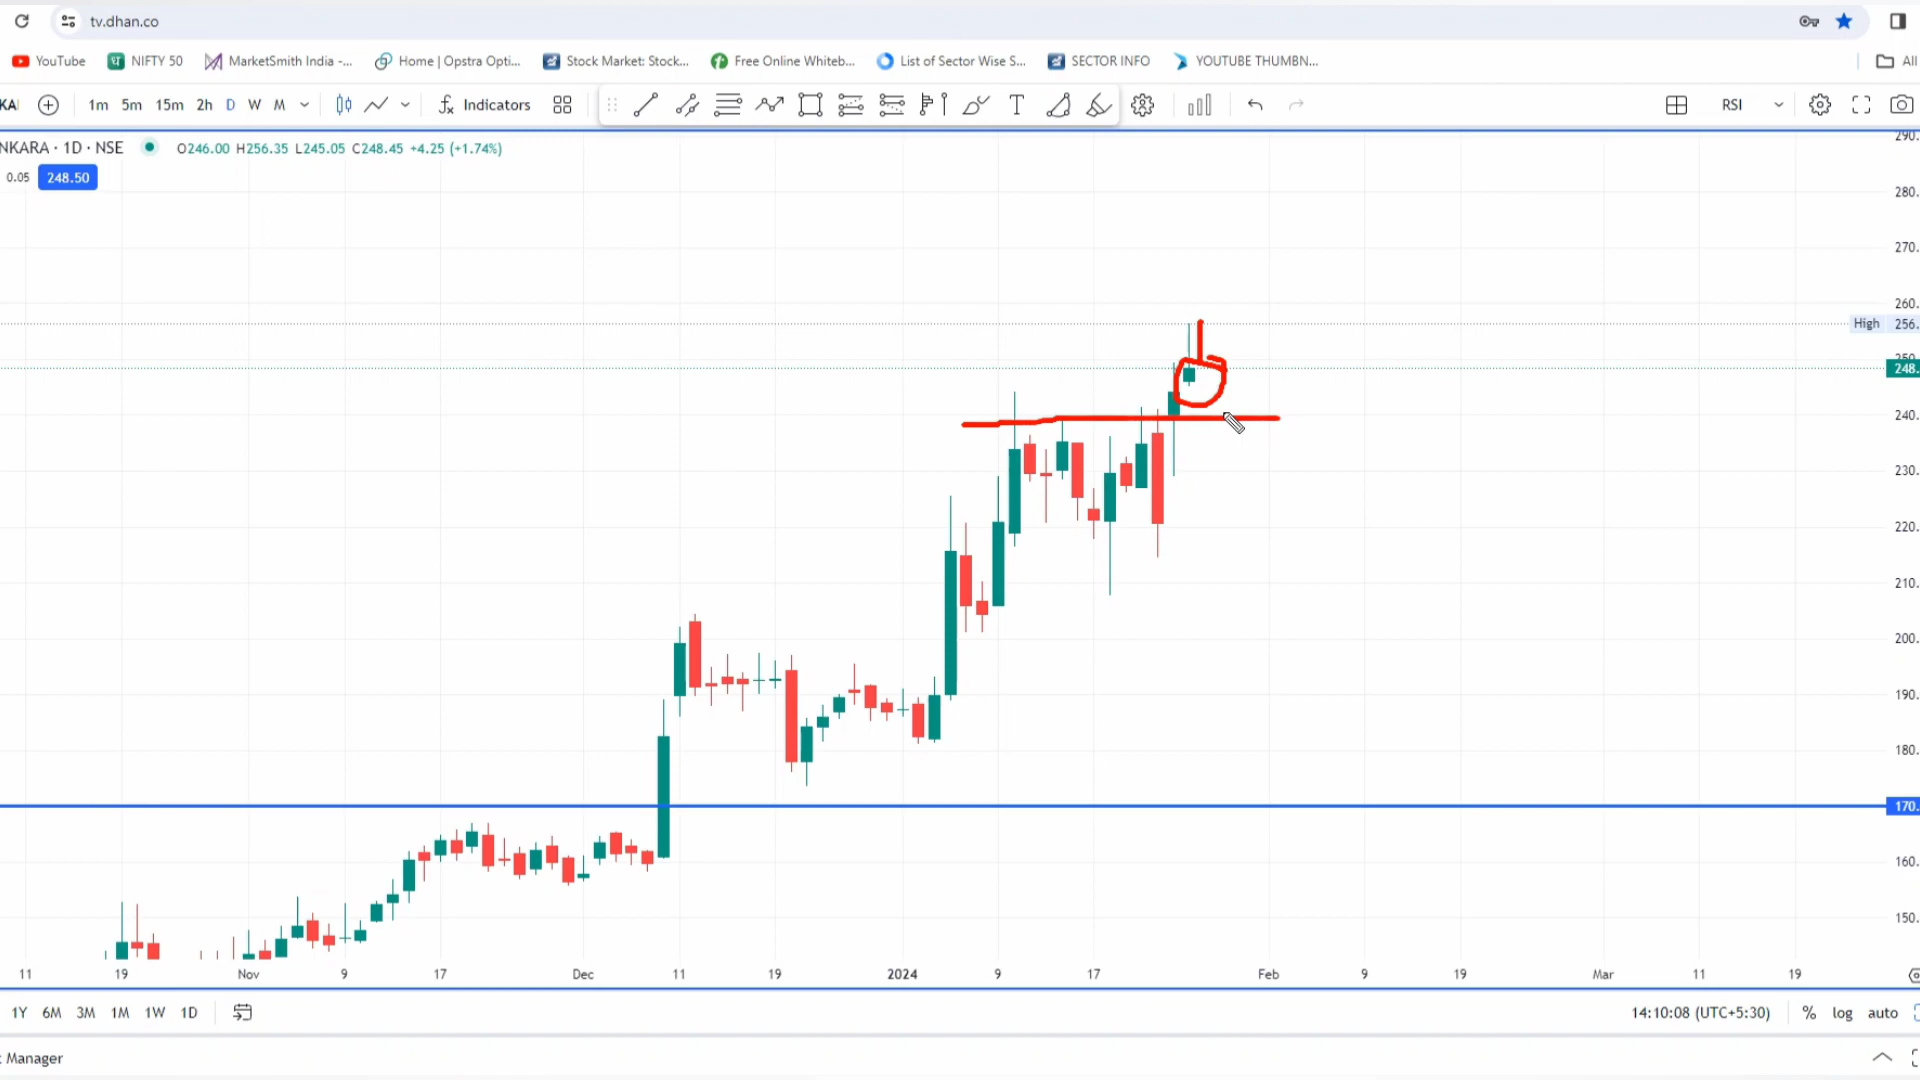 tv.dhan.co
YouTube NIFTY 50 MarketSmith India -... Home | Opstra Opti... Stock Market: Stock... Free Online Whiteb... List of Sector Wise S... SECTOR INFO YOUTUBE THUMBN... All
KAI 1m 5m 15m 2h D W M Indicators RSI
NKARA · 1D · NSE O246.00 H256.35 L245.05 C248.45 +4.25 (+1.74%)
0.05 248.50
290.
280.
270.
260.
High 256.
250.
248.
240.
230.
220.
210.
200.
190.
180.
170.
160.
150.
11 19 Nov 9 17 Dec 11 19 2024 9 17 Feb 9 19 Mar 11 19
1Y 6M 3M 1M 1W 1D 14:10:08 (UTC+5:30) % log auto
Manager